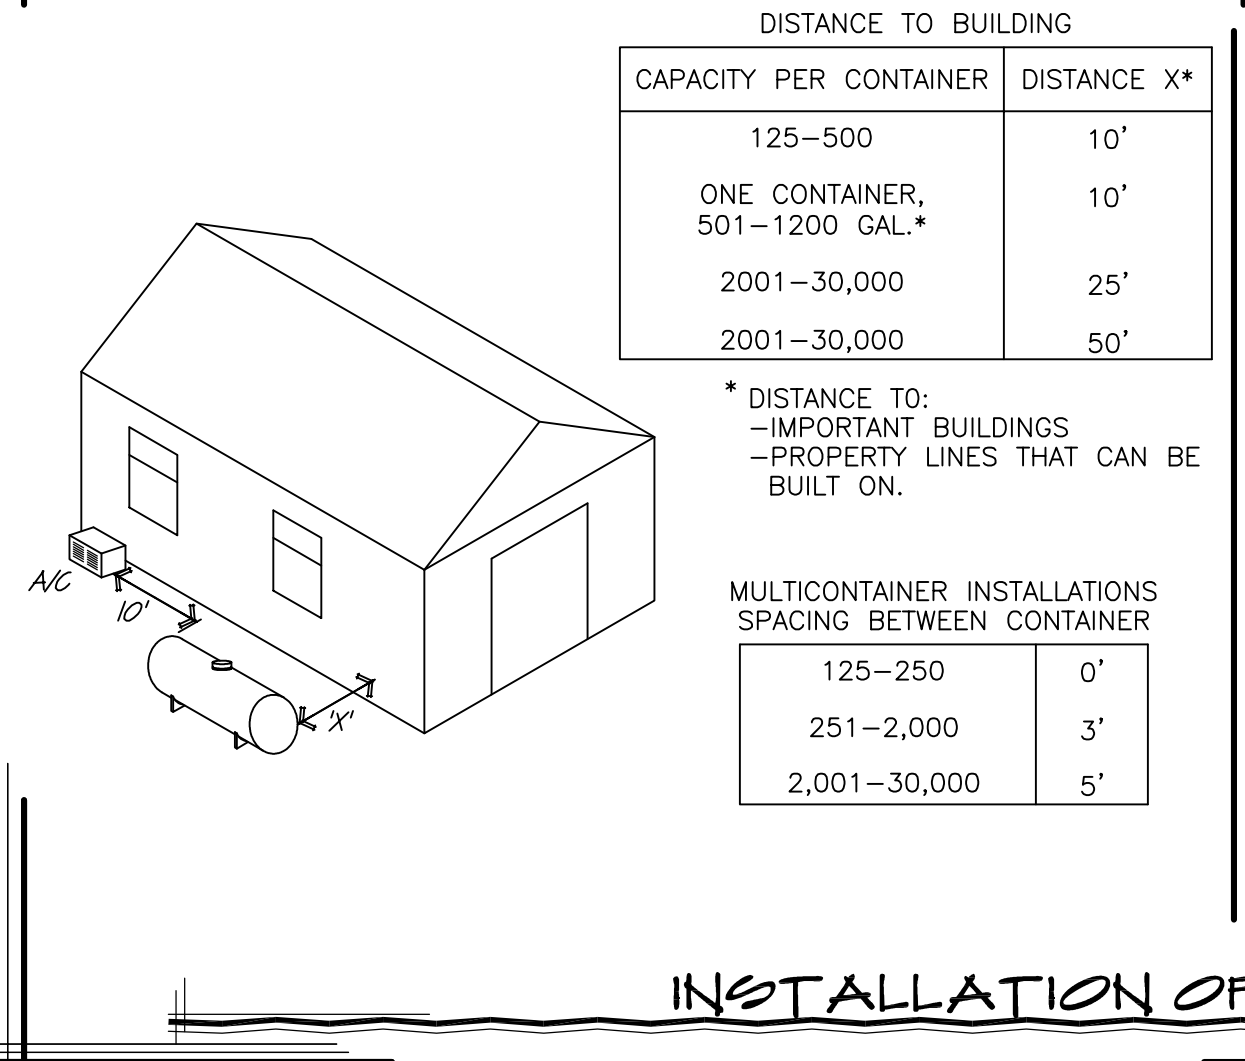 DISTANCE TO BUILDING
CAPACITY PER CONTAINER DISTANCE X*
125-500 10'
ONE CONTAINER, 10'
501-1200 GAL.*
2001-30,000 25'
2001-30,000 50'
* DISTANCE TO:
-IMPORTANT BUILDINGS
-PROPERTY LINES THAT CAN BE
BUILT ON.
A/C
10'
'X'
MULTICONTAINER INSTALLATIONS
SPACING BETWEEN CONTAINER
125-250 0'
251-2,000 3'
2,001-30,000 5'
INSTALLATION OF